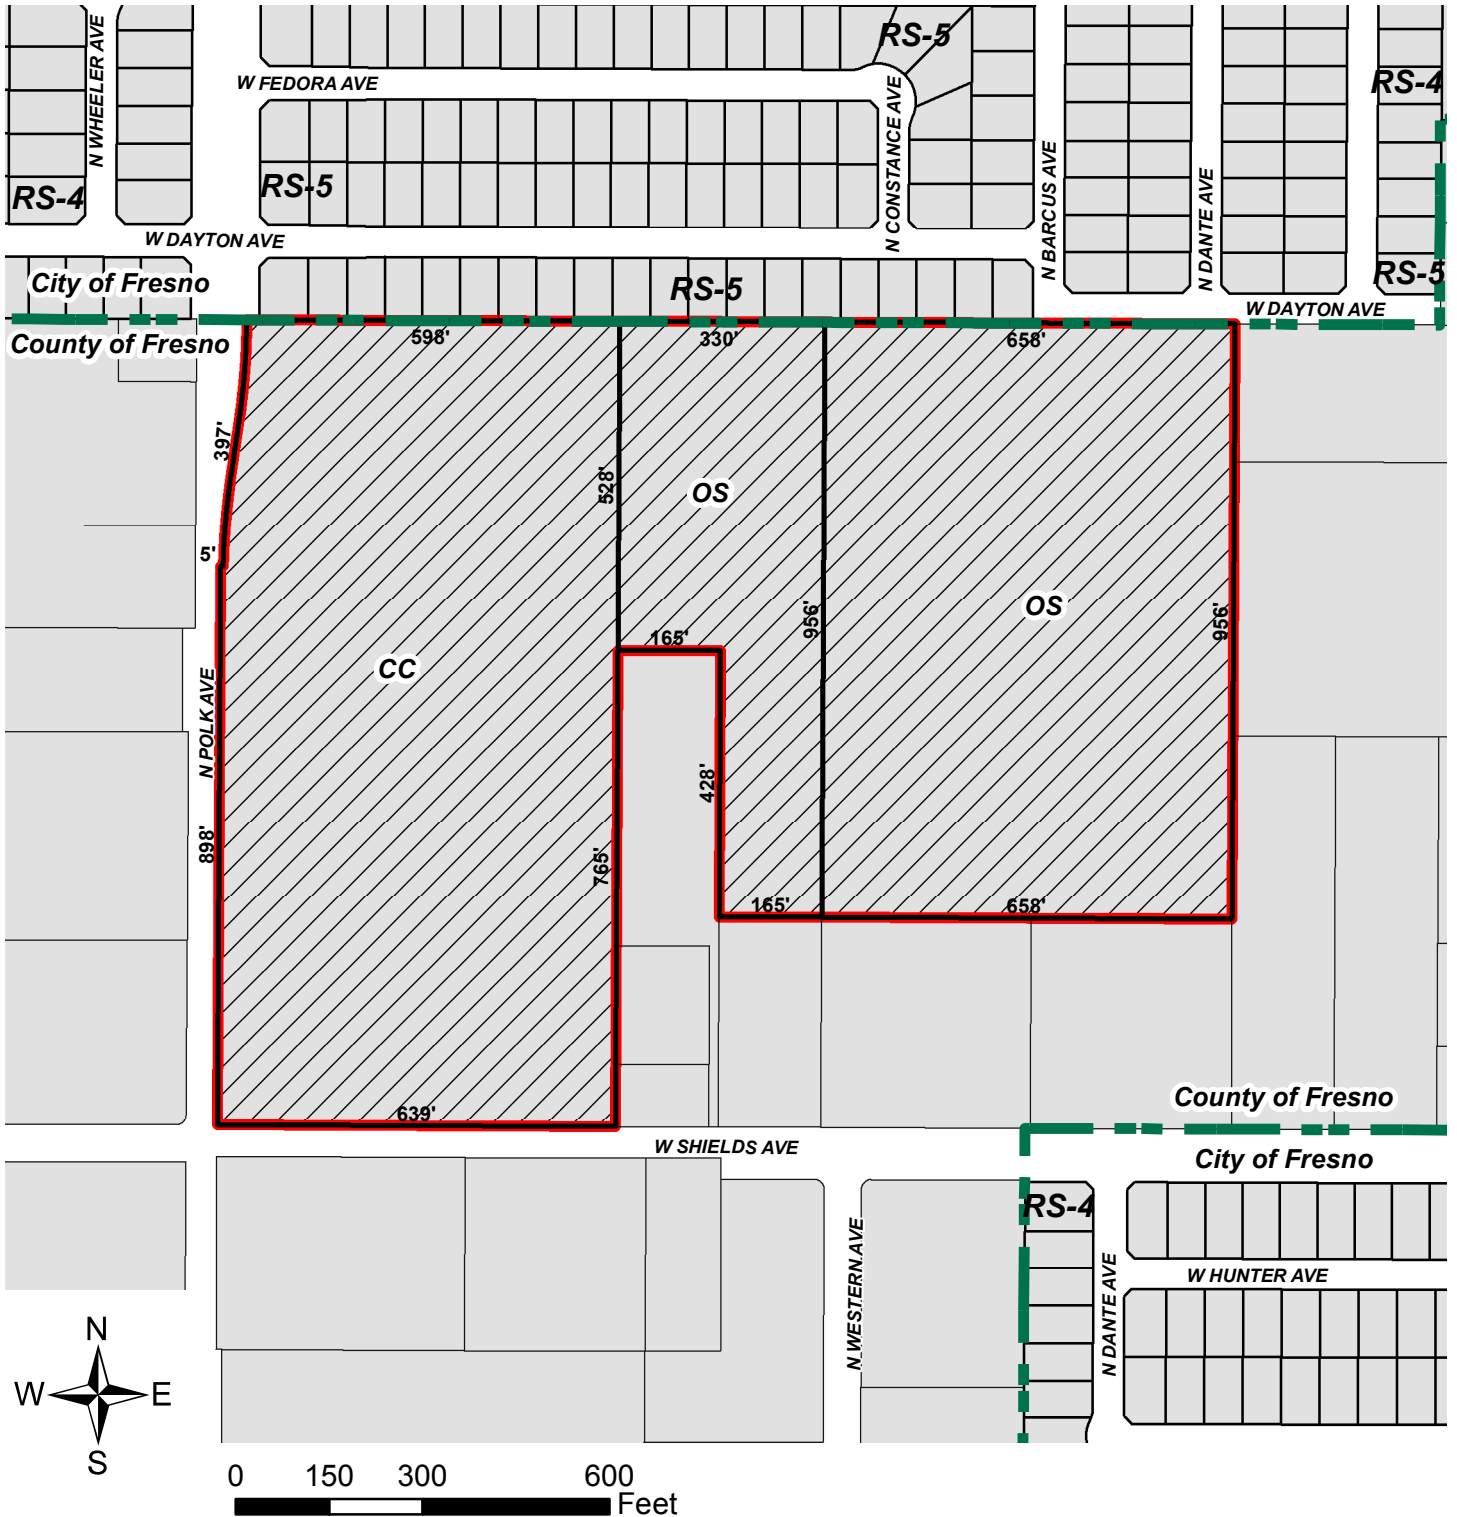 RS-5
RS-4
W FEDORA AVE
N WHEELER AVE
N CONSTANCE AVE
N BARCUS AVE
N DANTE AVE
RS-4
RS-5
W DAYTON AVE
RS-5
City of Fresno
RS-5
W DAYTON AVE
County of Fresno
598'
330'
658'
397'
528'
OS
5'
956'
OS
956'
165'
CC
N POLK AVE
428'
898'
765'
165'
658'
639'
County of Fresno
W SHIELDS AVE
City of Fresno
RS-4
N WESTERN AVE
N DANTE AVE
W HUNTER AVE
N
W E
S
0 150 300 600
Feet